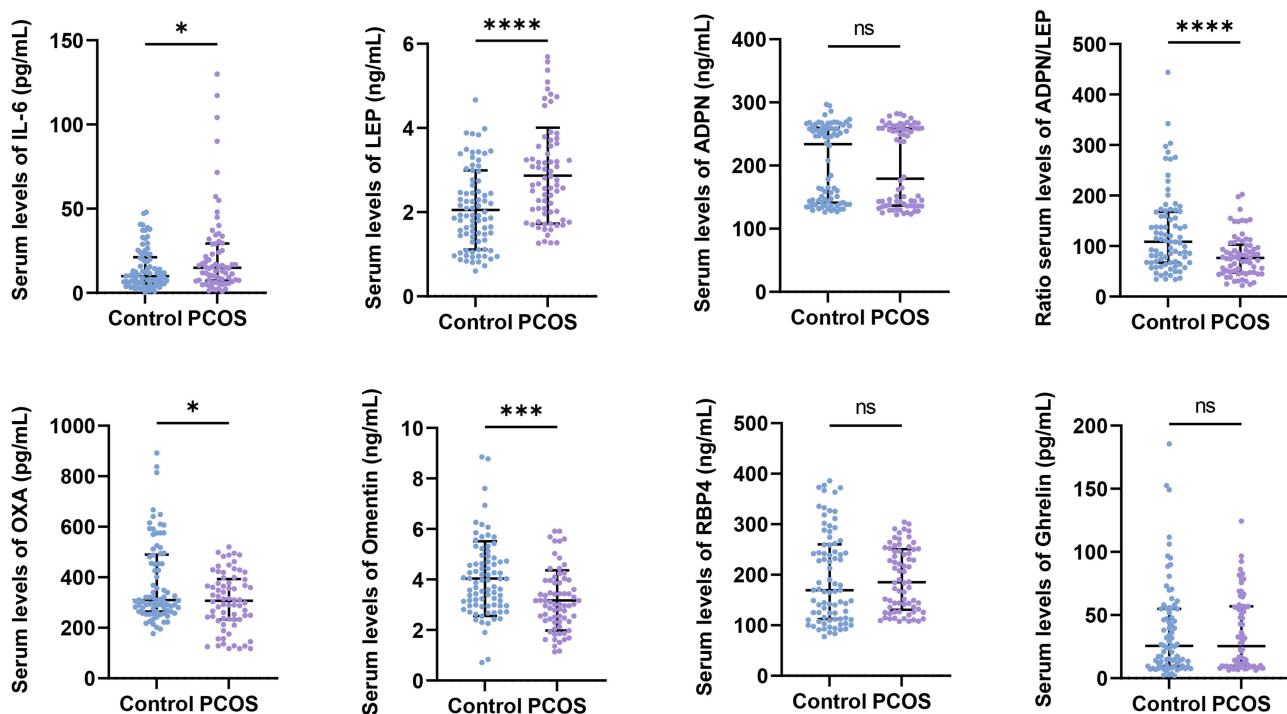 Serum levels of IL-6 (pg/mL)
150
100
50
0
*
Control PCOS
Serum levels of LEP (ng/mL)
6
4
2
0
****
Control PCOS
Serum levels of ADPN (ng/mL)
400
300
200
100
0
ns
Control PCOS
Ratio serum levels of ADPN/LEP
500
400
300
200
100
0
****
Control PCOS
Serum levels of OXA (pg/mL)
1000
800
600
400
200
0
*
Control PCOS
Serum levels of Omentin (ng/mL)
10
8
6
4
2
0
***
Control PCOS
Serum levels of RBP4 (ng/mL)
500
400
300
200
100
0
ns
Control PCOS
Serum levels of Ghrelin (pg/mL)
200
150
100
50
0
ns
Control PCOS